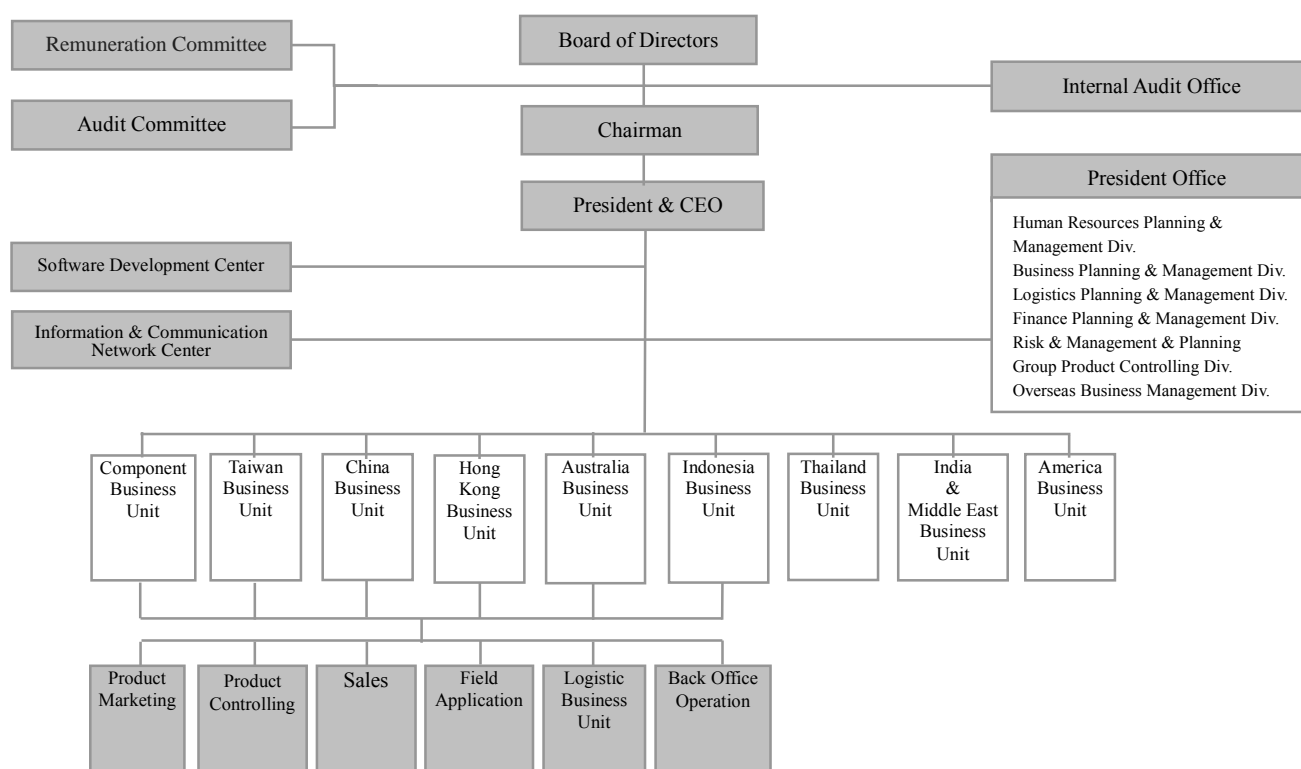 Remuneration Committee
Board of Directors
Internal Audit Office
Audit Committee
Chairman
President Office
President & CEO
Human Resources Planning &
Management Div.
Business Planning & Management Div.
Logistics Planning & Management Div.
Finance Planning & Management Div.
Risk & Management & Planning
Group Product Controlling Div.
Overseas Business Management Div.
Software Development Center
Information & Communication
Network Center
Component
Business
Unit
Taiwan
Business
Unit
China
Business
Unit
Hong
Kong
Business
Unit
Australia
Business
Unit
Indonesia
Business
Unit
Thailand
Business
Unit
India
&
Middle East
Business
Unit
America
Business
Unit
Product
Marketing
Product
Controlling
Sales
Field
Application
Logistic
Business
Unit
Back Office
Operation